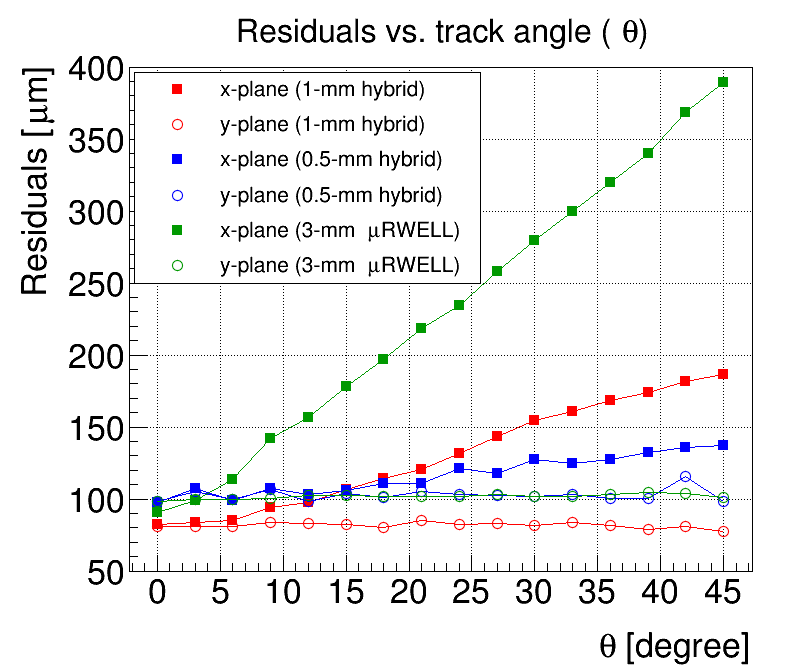 Residuals vs. track angle ( θ)
Residuals [μm]
400
350
300
250
200
150
100
50
x-plane (1-mm hybrid)
y-plane (1-mm hybrid)
x-plane (0.5-mm hybrid)
y-plane (0.5-mm hybrid)
x-plane (3-mm μRWELL)
y-plane (3-mm μRWELL)
0 5 10 15 20 25 30 35 40 45
θ [degree]